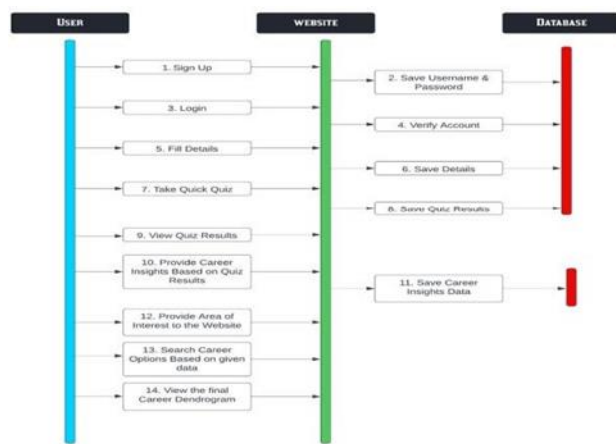 USER
WEBSITE
DATABASE
1. Sign Up
2. Save Username &
Password
3. Login
4. Verify Account
5. Fill Details
6. Save Details
7. Take Quick Quiz
8. Save Quiz Results
9. View Quiz Results
10. Provide Career
Insights Based on Quiz
Results
11. Save Career
Insights Data
12. Provide Area of
Interest to the Website
13. Search Career
Options Based on given
data
14. View the final
Career Dendrogram